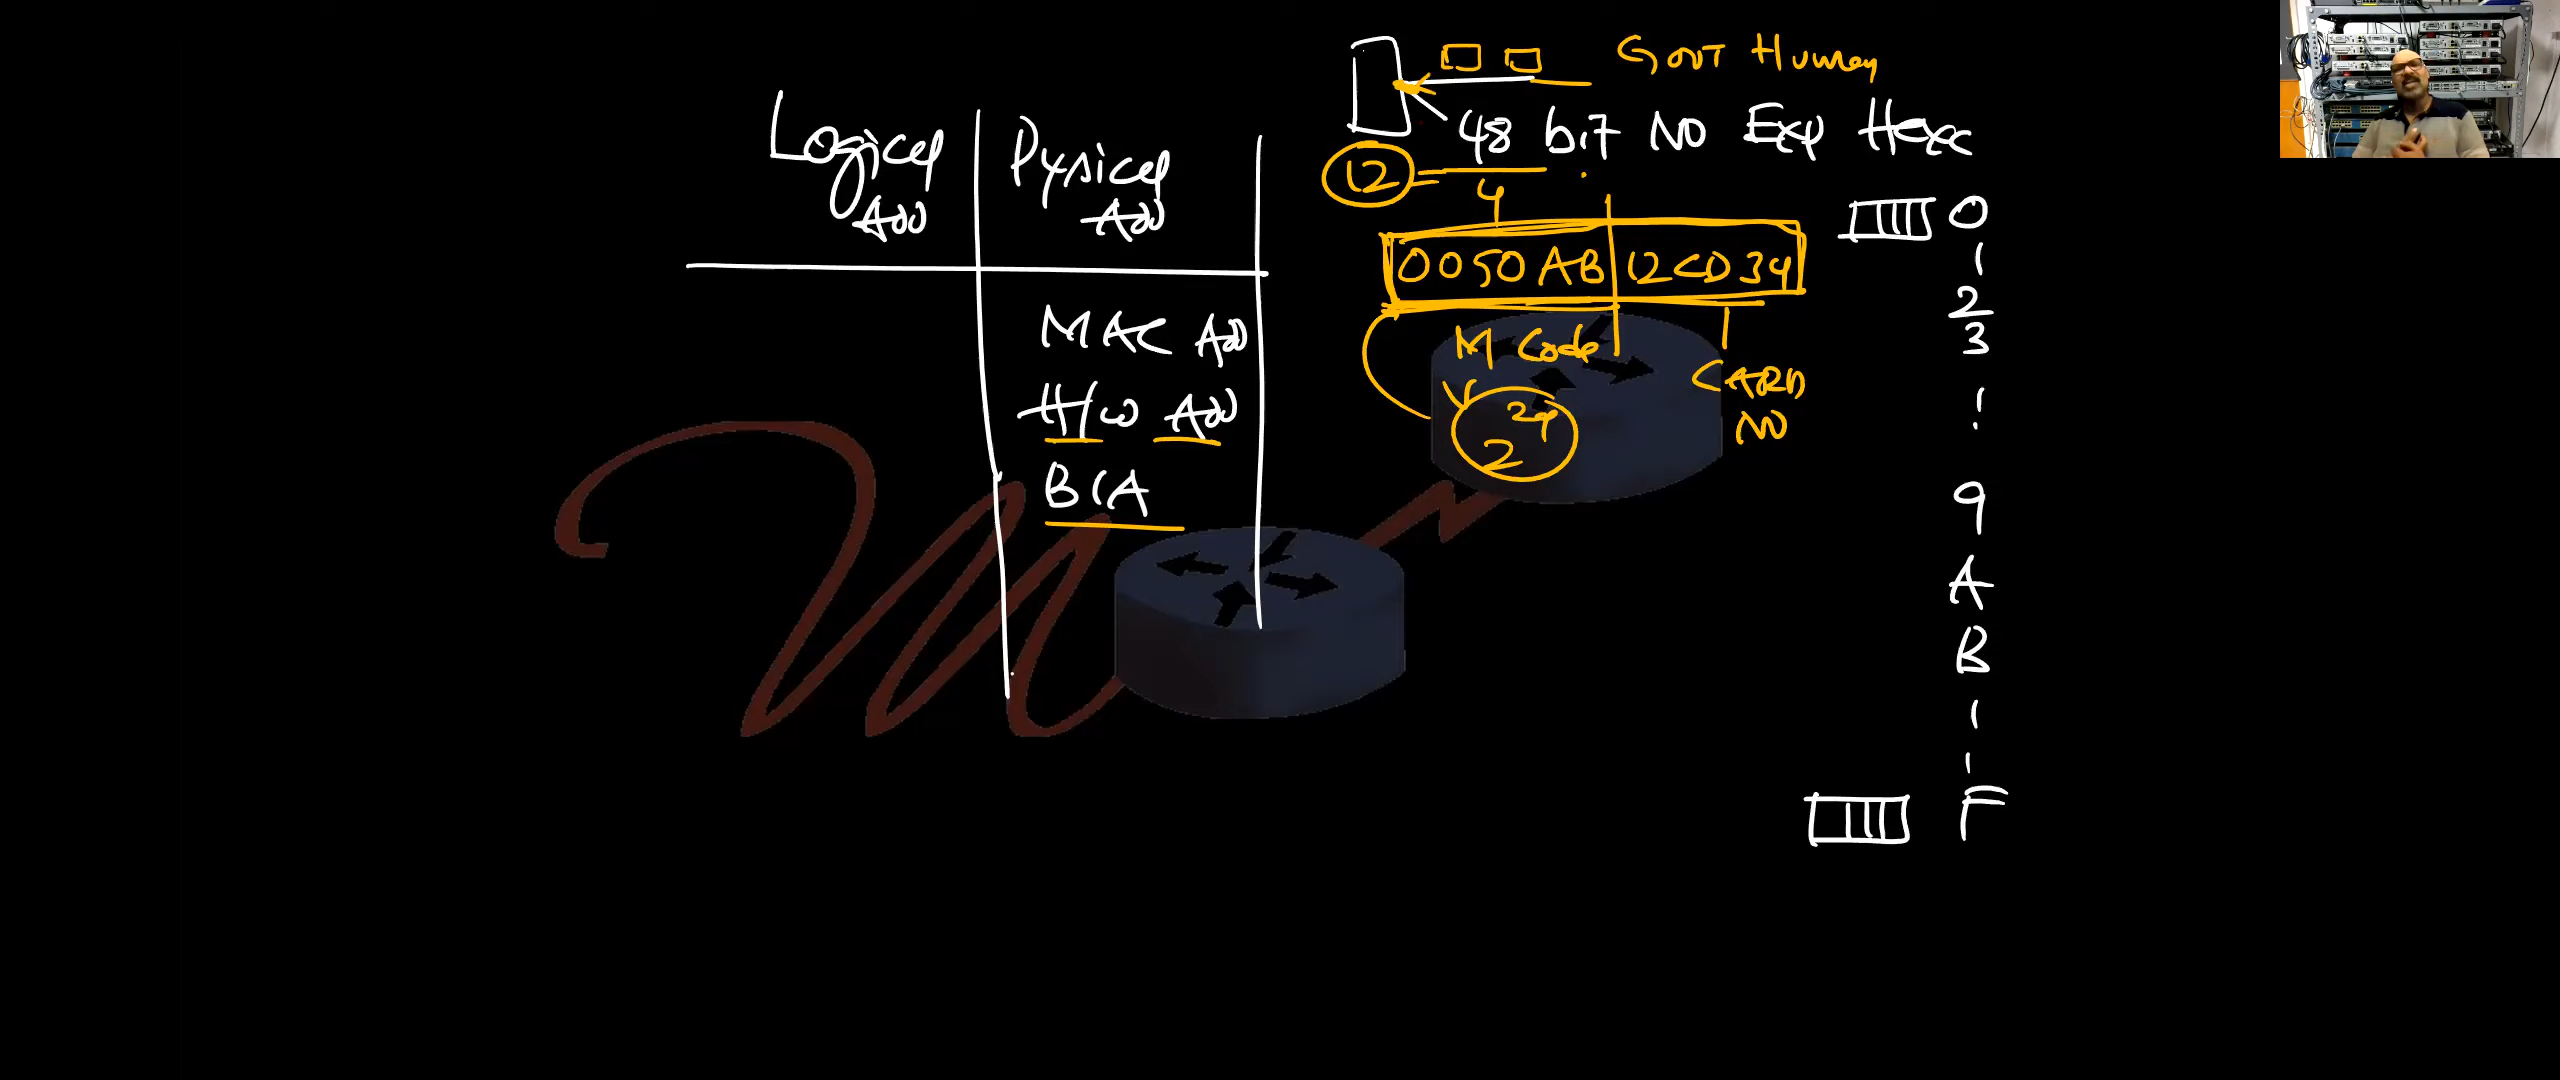 Logical
Add
Pysical
Add
MAC Add
H/W Add
BIA
Govt Human
48 bit NO Exp Hexa
12 =
4
0050AB 12CD34
M Code
CARD
NO
2 24
0
1
2
3
9
A
B
F